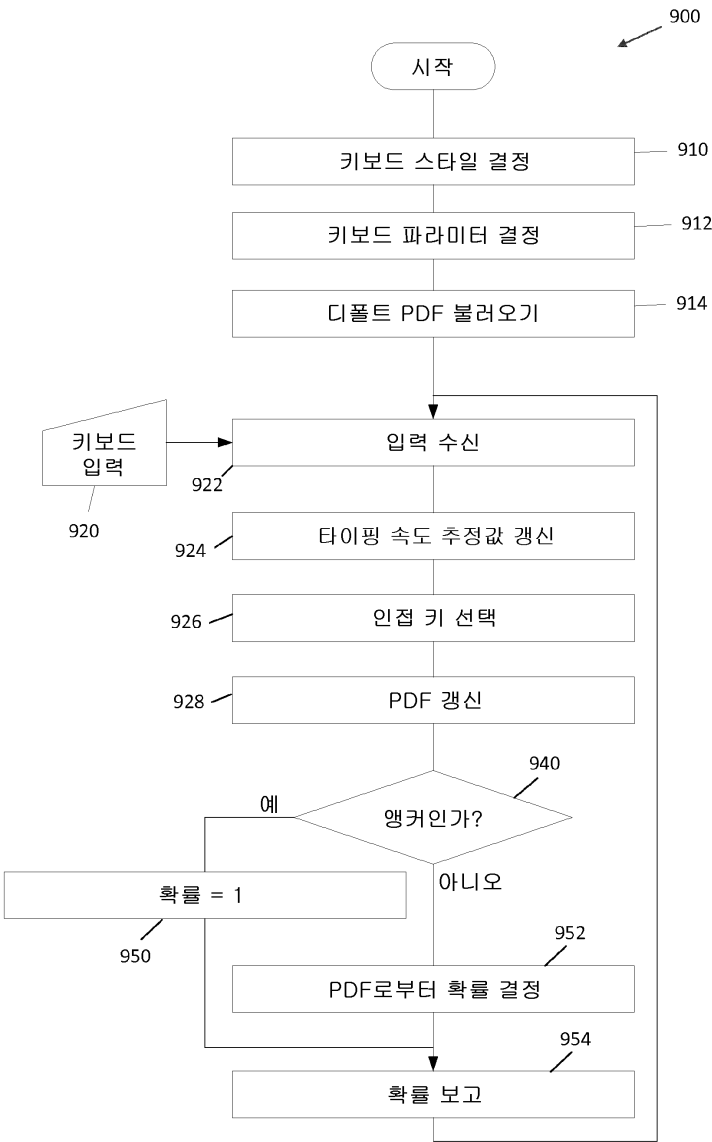 900
시작
키보드 스타일 결정
910
키보드 파라미터 결정
912
디폴트 PDF 불러오기
914
키보드
입력
920
입력 수신
922
타이핑 속도 추정값 갱신
924
인접 키 선택
926
PDF 갱신
928
940
앵커인가?
예
아니오
확률 = 1
950
952
PDF로부터 확률 결정
954
확률 보고